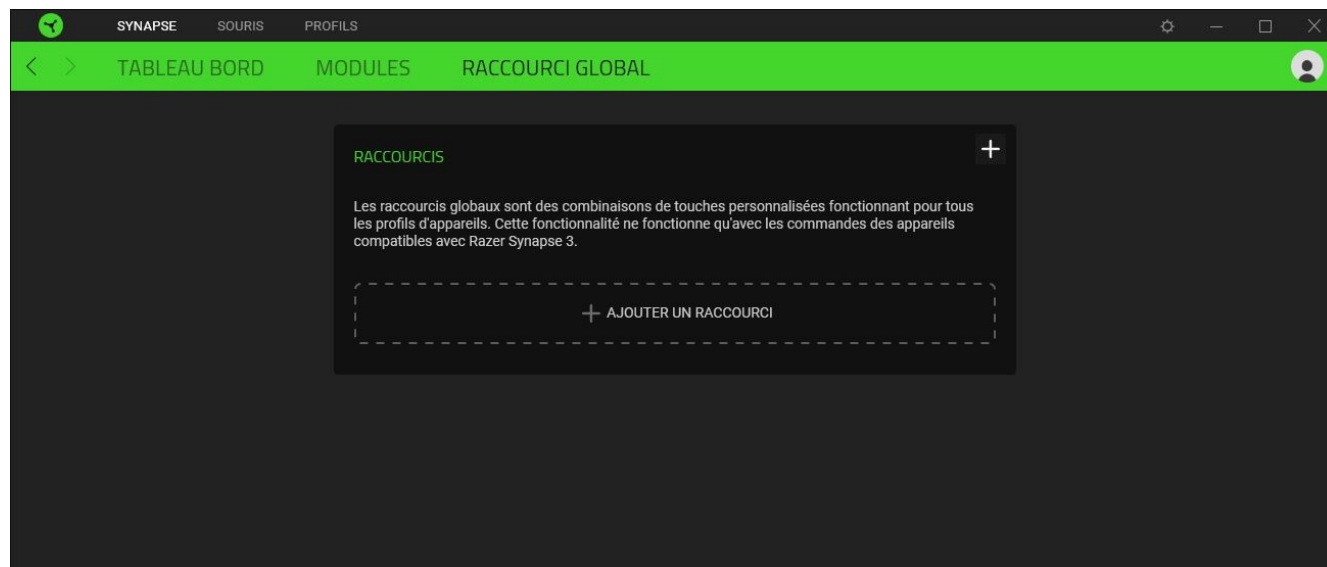 SYNAPSE SOURIS PROFILS
TABLEAU BORD MODULES RACCOURCI GLOBAL
RACCOURCIS
Les raccourcis globaux sont des combinaisons de touches personnalisées fonctionnant pour tous
les profils d'appareils. Cette fonctionnalité ne fonctionne qu'avec les commandes des appareils
compatibles avec Razer Synapse 3.
AJOUTER UN RACCOURCI